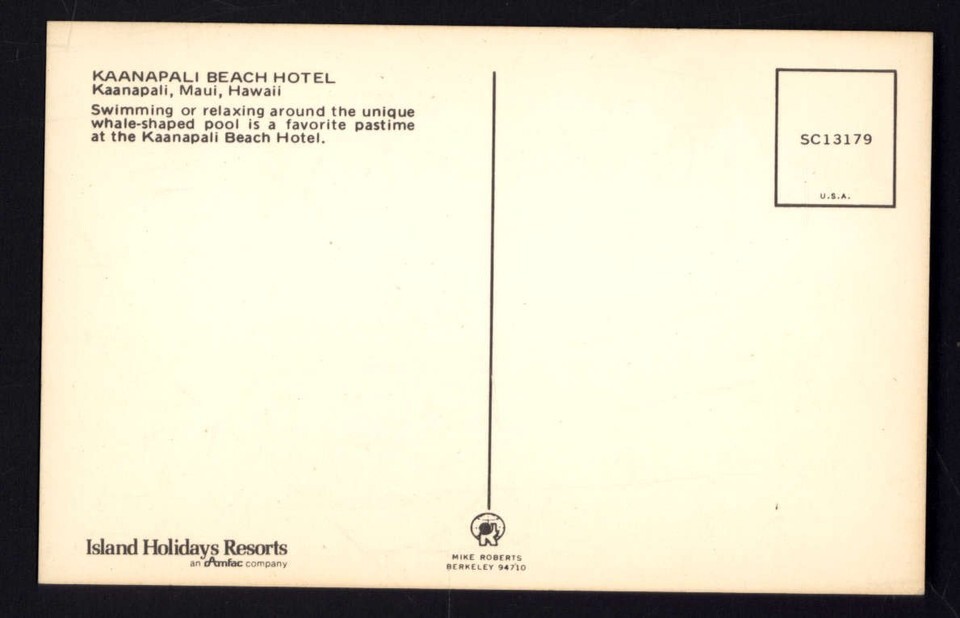 KAANAPALI BEACH HOTEL
Kaanapali, Maui, Hawaii
Swimming or relaxing around the unique
whale-shaped pool is a favorite pastime
at the Kaanapali Beach Hotel.
SC13179
U.S.A.
Island Holidays Resorts
an Amfac company
MIKE ROBERTS
BERKELEY 94710